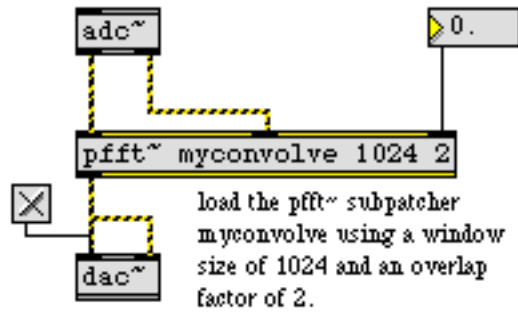 adc~
0.
pfft~ myconvolve 1024 2
load the pfft~ subpatcher
myconvolve using a window
size of 1024 and an overlap
factor of 2.
dac~